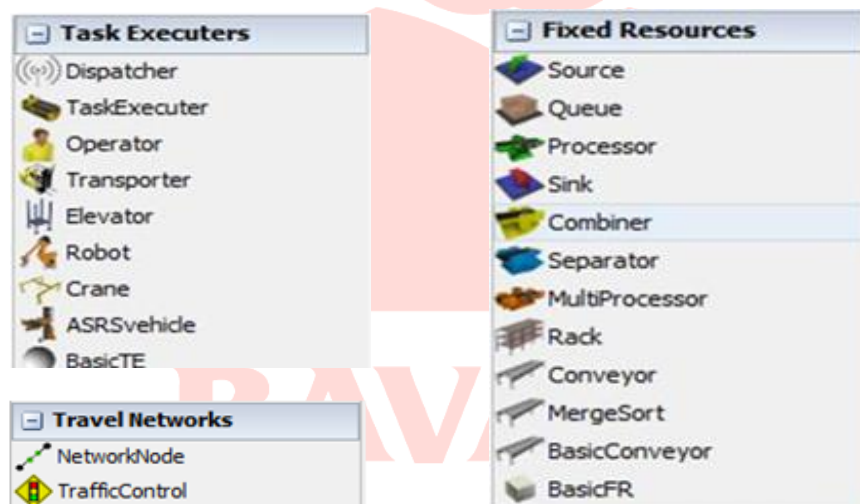 Task Executers
Dispatcher
TaskExecuter
Operator
Transporter
Elevator
Robot
Crane
ASRSvehicle
BasicTE
Travel Networks
NetworkNode
TrafficControl
Fixed Resources
Source
Queue
Processor
Sink
Combiner
Separator
MultiProcessor
Rack
Conveyor
MergeSort
BasicConveyor
BasicFR